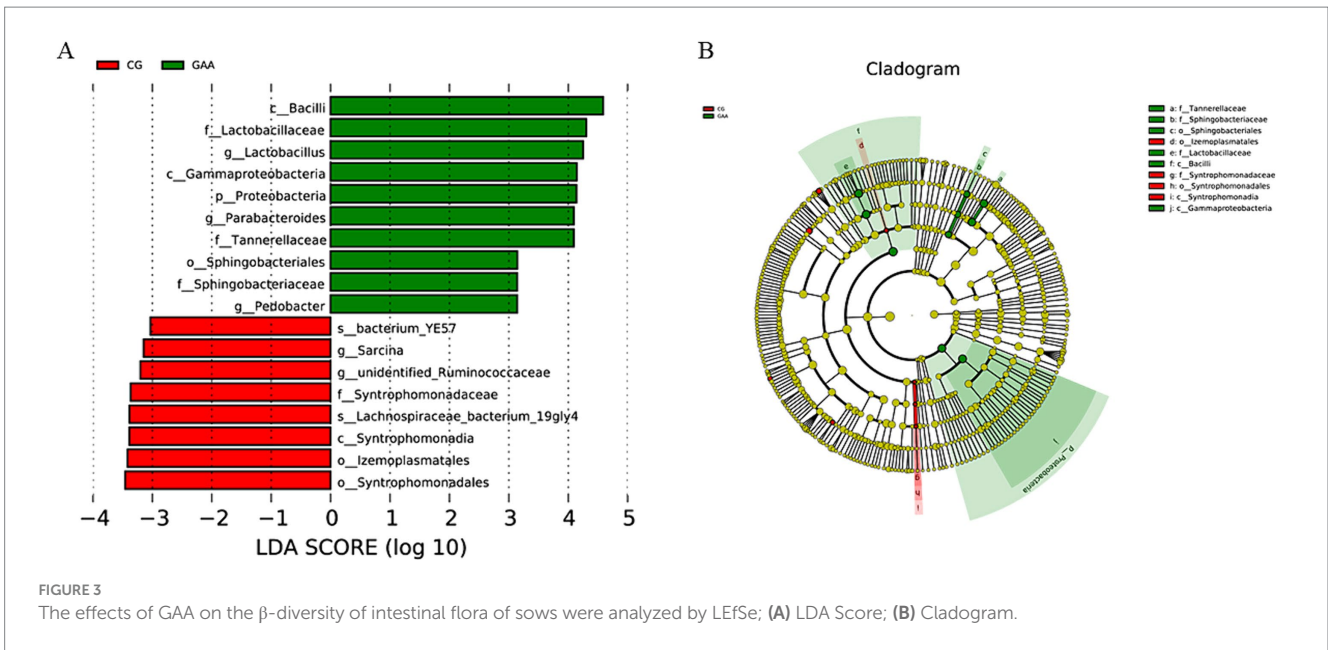 A
CG
GAA
c__Bacilli
f__Lactobacillaceae
g__Lactobacillus
c__Gammaproteobacteria
p__Proteobacteria
g__Parabacteroides
f__Tannerellaceae
o__Sphingobacteriales
f__Sphingobacteriaceae
g__Pedobacter
s__bacterium_YE57
g__Sarcina
g__unidentified_Ruminococcaceae
f__Syntrophomonadaceae
s__Lachnospiraceae_bacterium_19gly4
c__Syntrophomonadia
o__Izemoplasmatales
o__Syntrophomonadales
−4 −3 −2 −1 0 1 2 3 4 5
LDA SCORE (log 10)
B
Cladogram
CG
GAA
f
d
e
c
b
a
a: f__Tannerellaceae
b: f__Sphingobacteriaceae
c: o__Sphingobacteriales
d: o__Izemoplasmatales
e: f__Lactobacillaceae
f: c__Bacilli
g: f__Syntrophomonadaceae
h: o__Syntrophomonadales
i: c__Syntrophomonadia
j: c__Gammaproteobacteria
j
p__Proteobacteria
g
h
i
FIGURE 3
The effects of GAA on the β-diversity of intestinal flora of sows were analyzed by LEfSe; (A) LDA Score; (B) Cladogram.